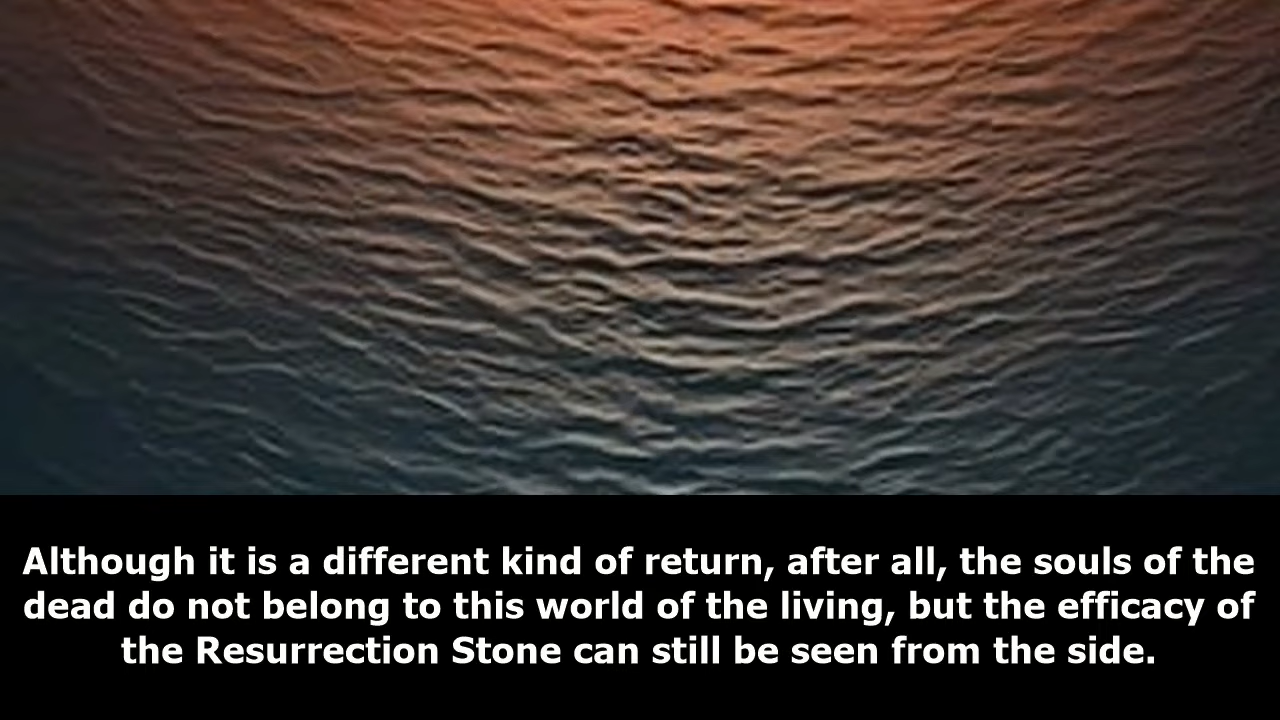 Although it is a different kind of return, after all, the souls of the
dead do not belong to this world of the living, but the efficacy of
the Resurrection Stone can still be seen from the side.